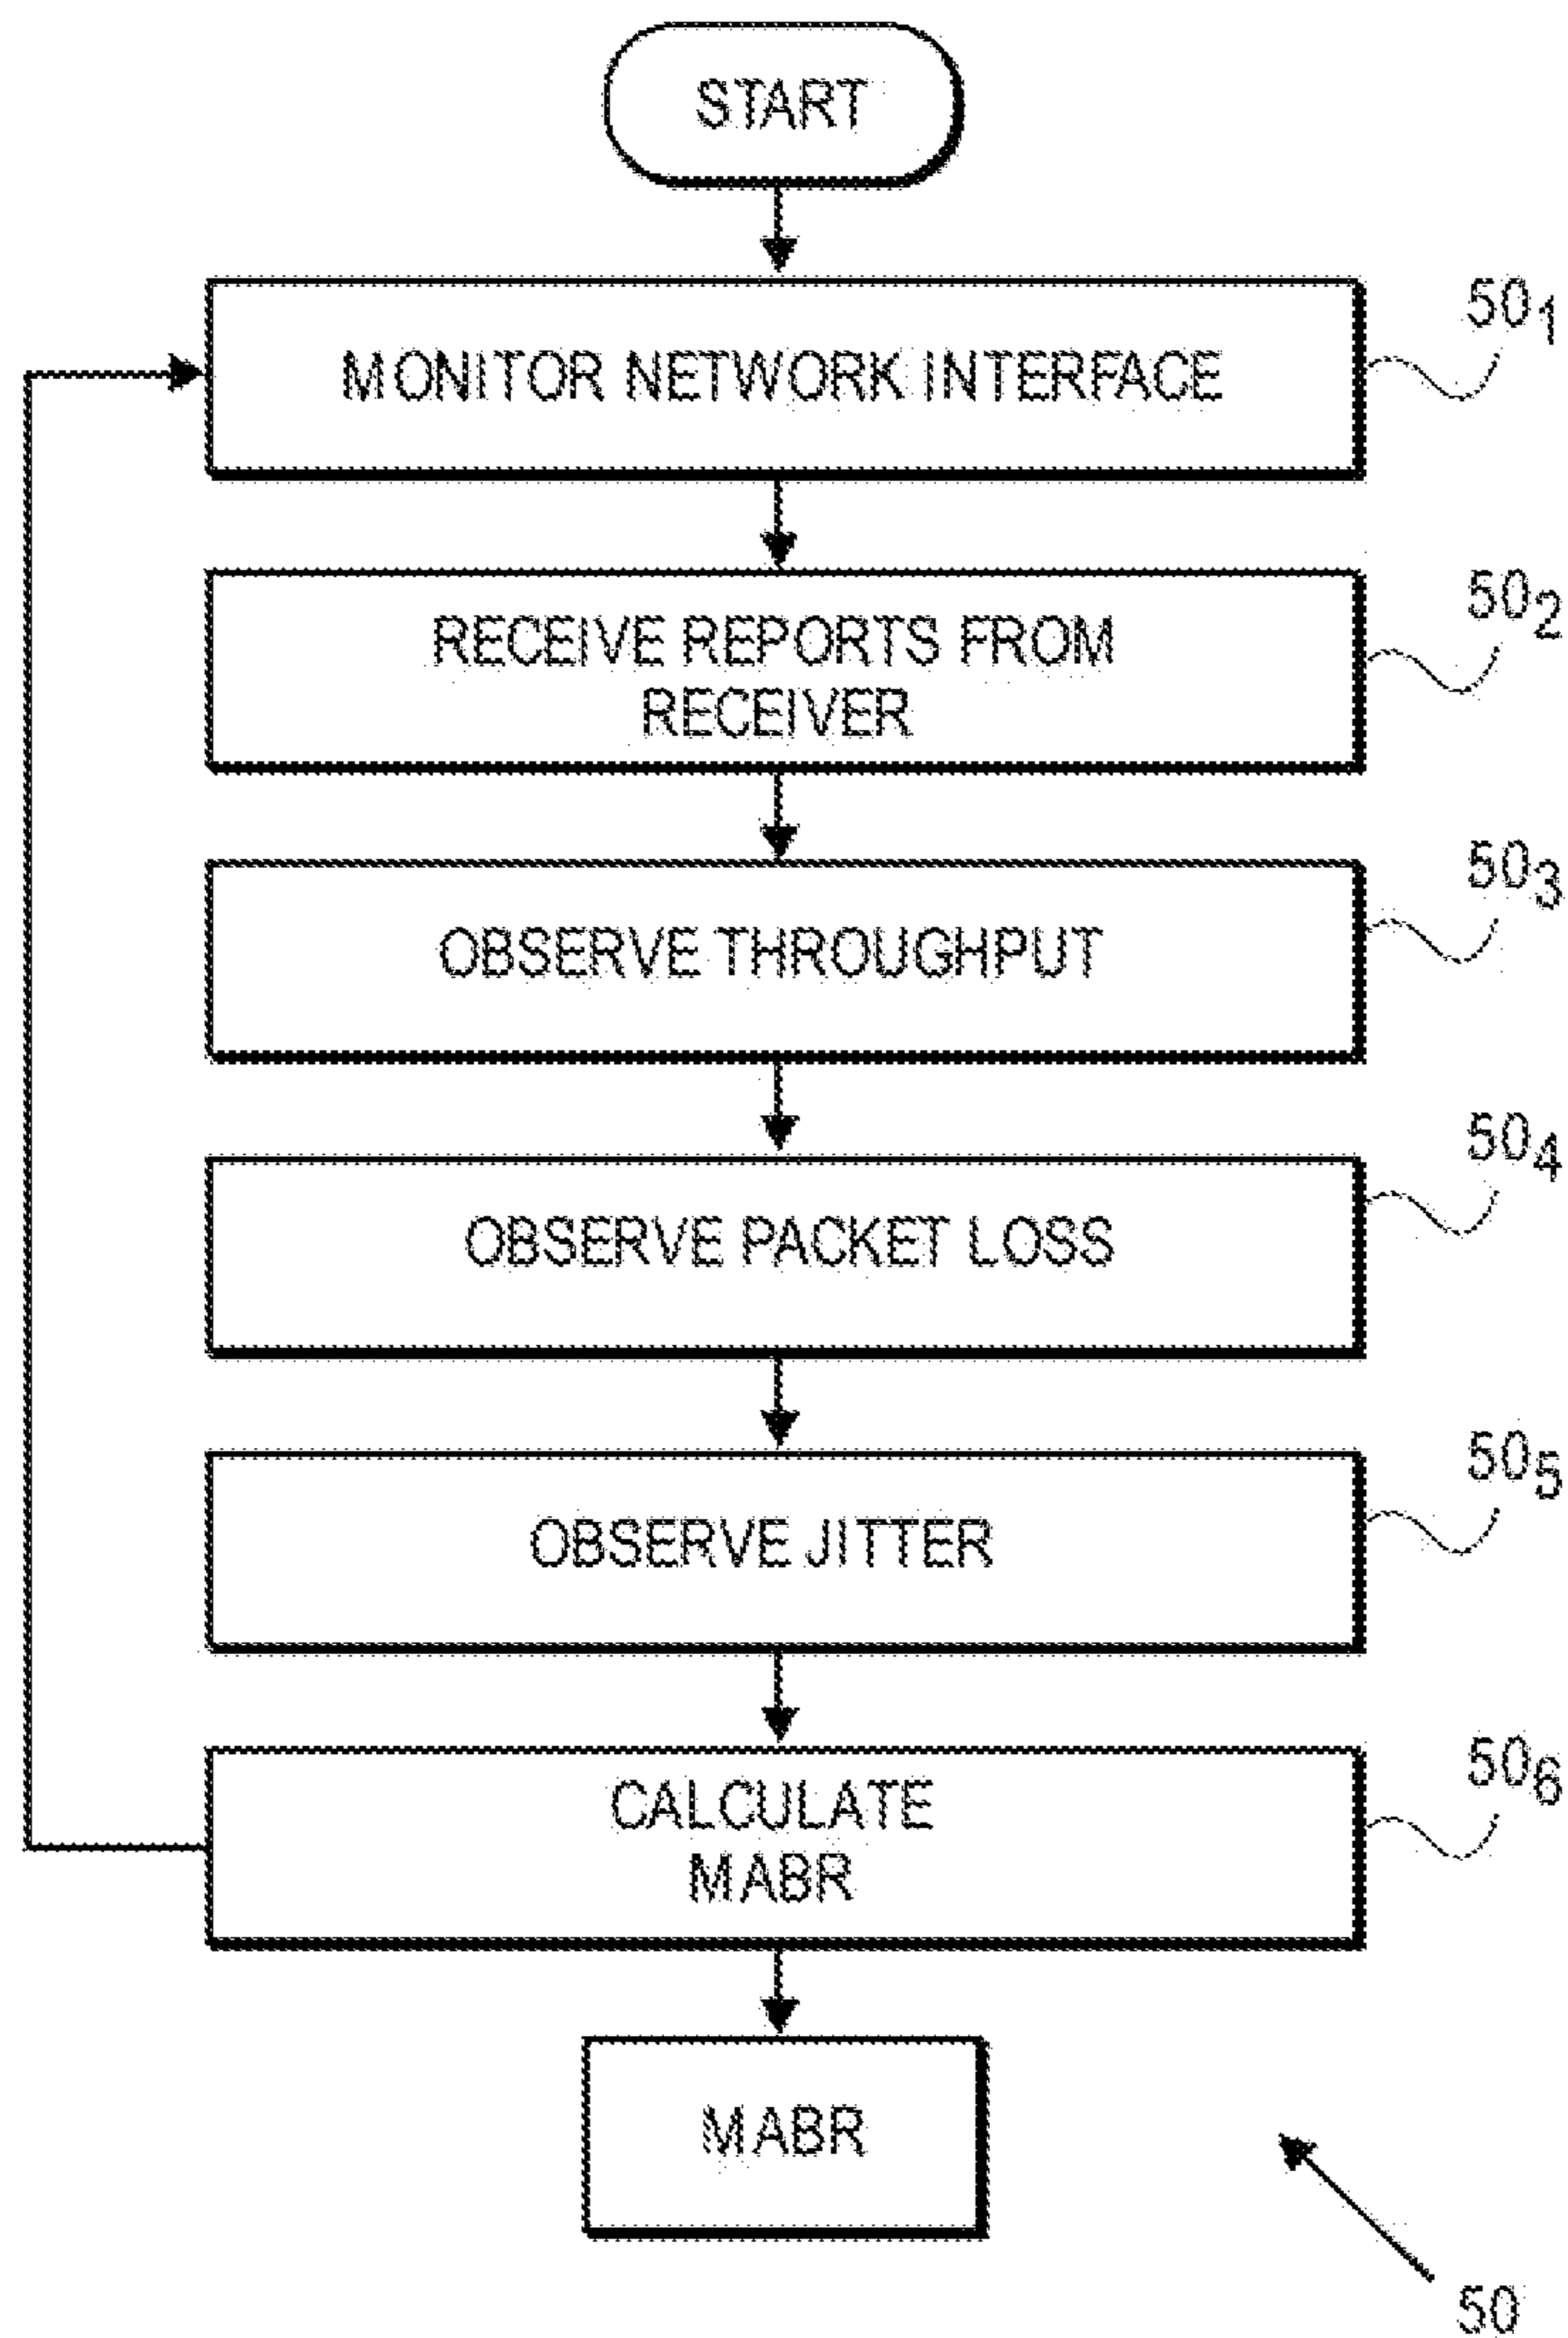 START
MONITOR NETWORK INTERFACE
50₁
RECEIVE REPORTS FROM
RECEIVER
50₂
OBSERVE THROUGHPUT
50₃
OBSERVE PACKET LOSS
50₄
OBSERVE JITTER
50₅
CALCULATE
MABR
50₆
MABR
50